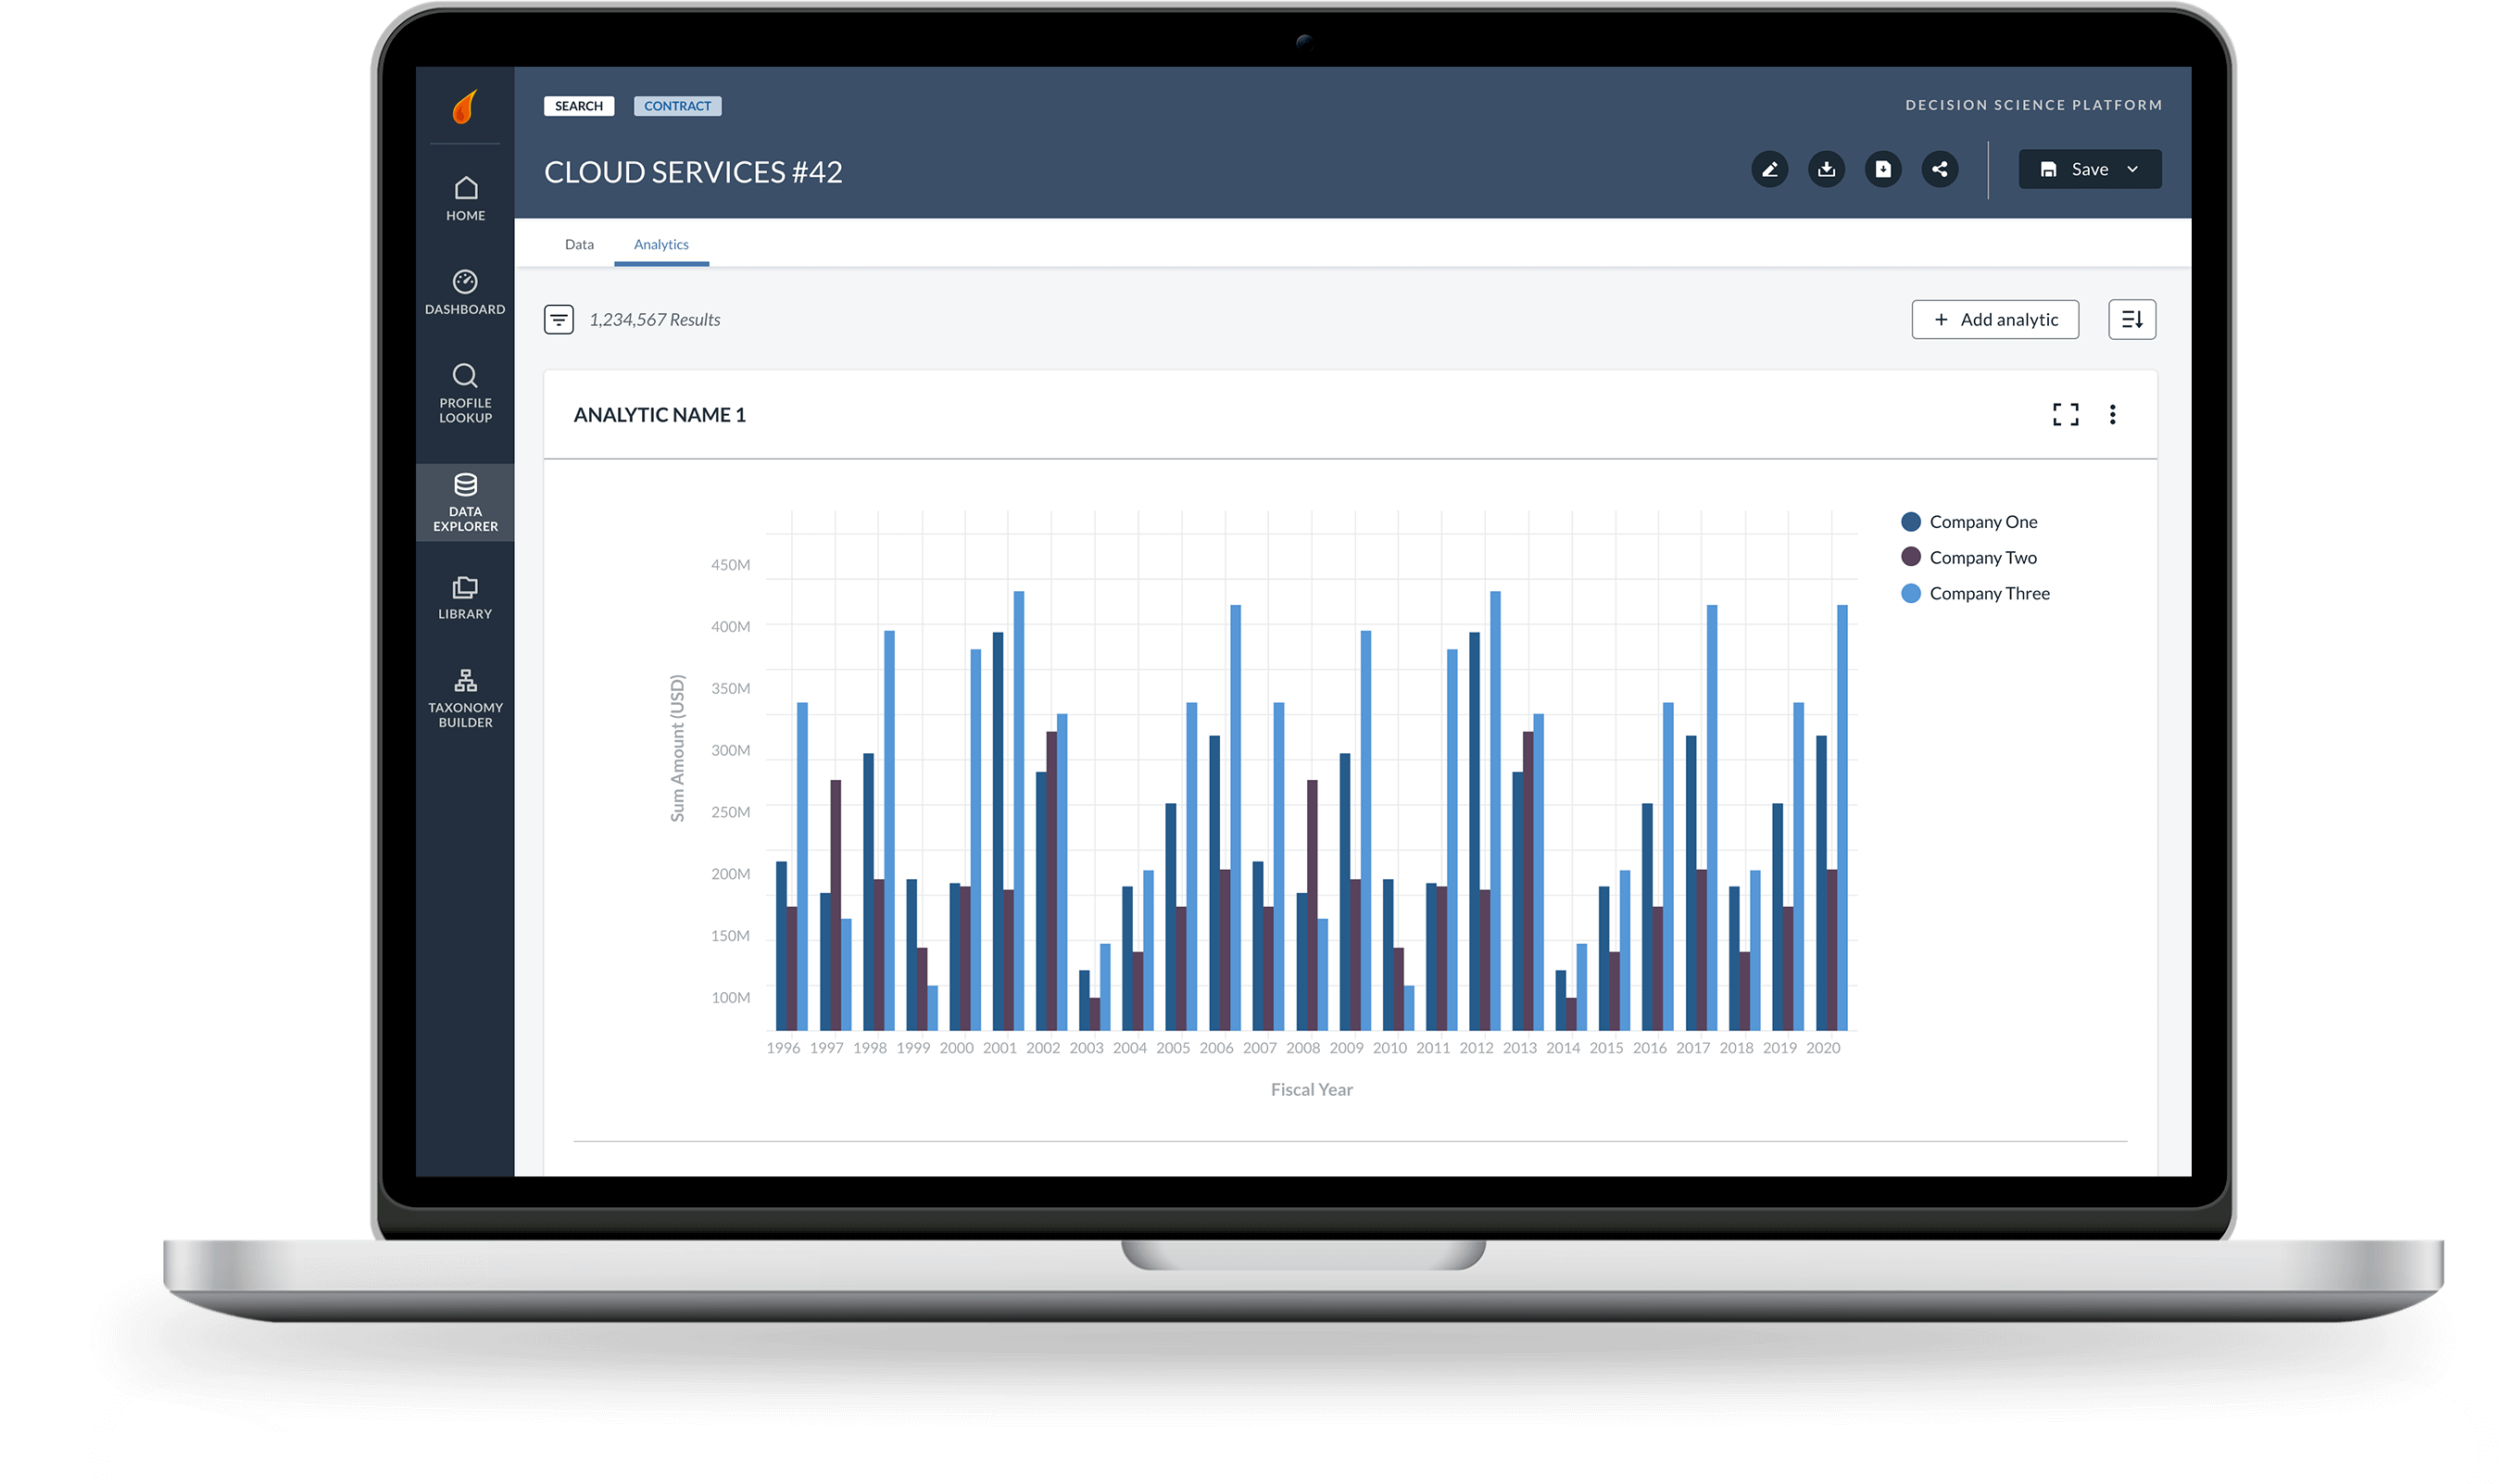 SEARCH CONTRACT
DECISION SCIENCE PLATFORM
CLOUD SERVICES #42
Save
HOME
DASHBOARD
PROFILE
LOOKUP
DATA
EXPLORER
LIBRARY
TAXONOMY
BUILDER
Data Analytics
1,234,567 Results
+ Add analytic
ANALYTIC NAME 1
Company One
Company Two
Company Three
Sum Amount (USD)
450M
400M
350M
300M
250M
200M
150M
100M
1996 1997 1998 1999 2000 2001 2002 2003 2004 2005 2006 2007 2008 2009 2010 2011 2012 2013 2014 2015 2016 2017 2018 2019 2020
Fiscal Year